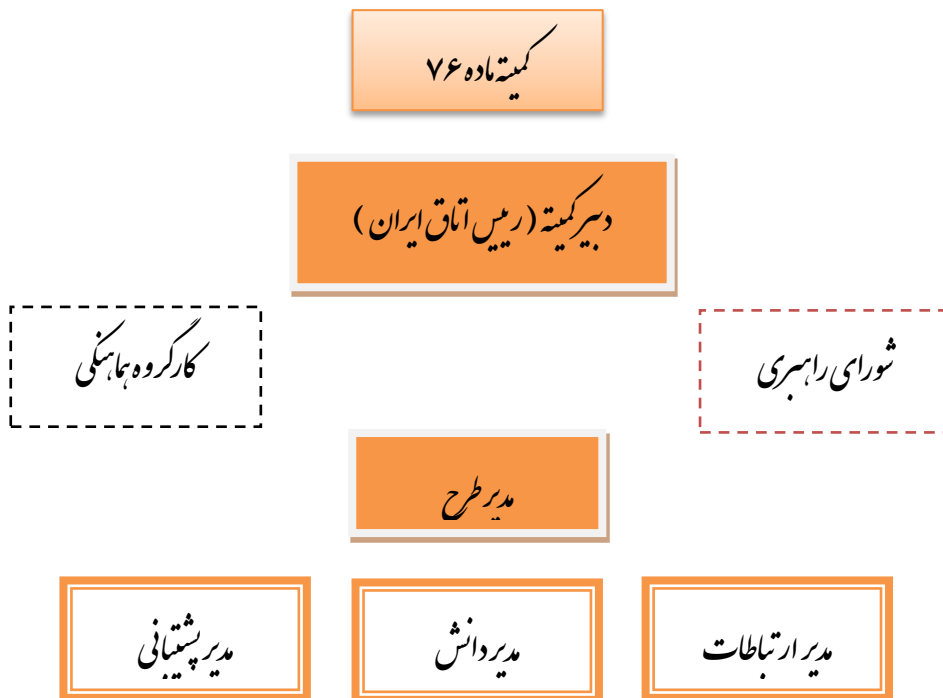 کمیته ماده ۷۶
دبیر کمیته ( رییس اتاق ایران )
شورای راهبری
کارگروه هماهنگی
مدیر طرح
مدیر ارتباطات
مدیر دانش
مدیر پشتیبانی